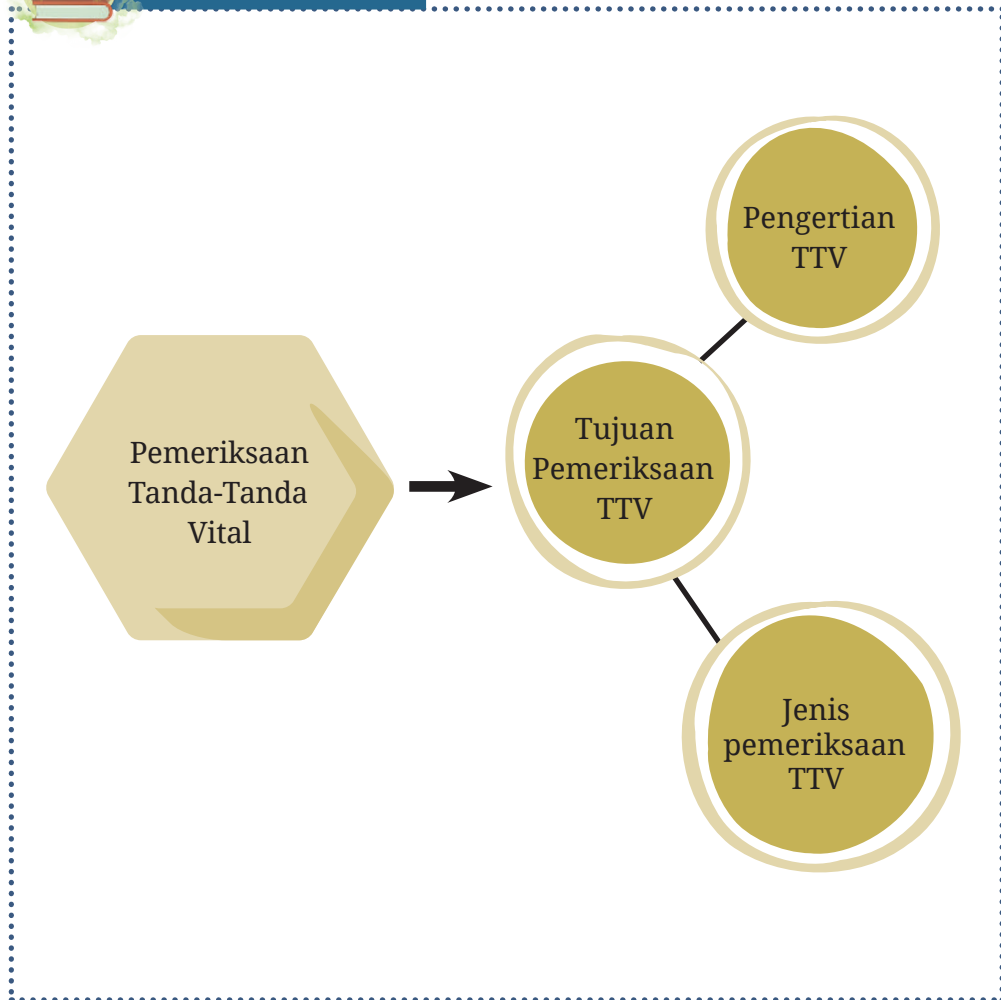 Pemeriksaan
Tanda-Tanda
Vital
Pengertian
TTV
Tujuan
Pemeriksaan
TTV
Jenis
pemeriksaan
TTV